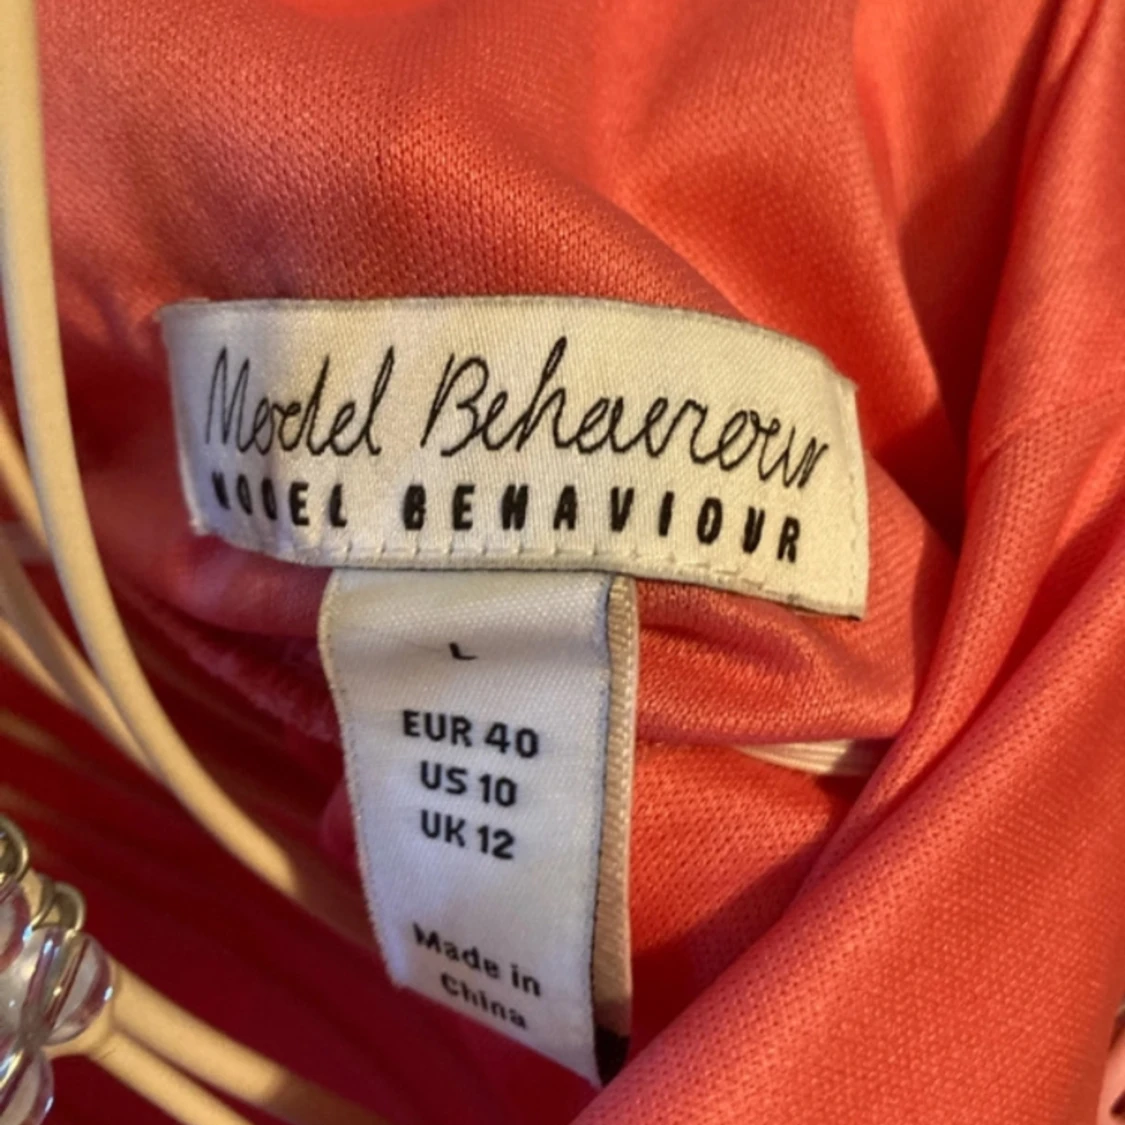 Model Behaviour
MODEL BEHAVIOUR
L
EUR 40
US 10
UK 12
Made in
China